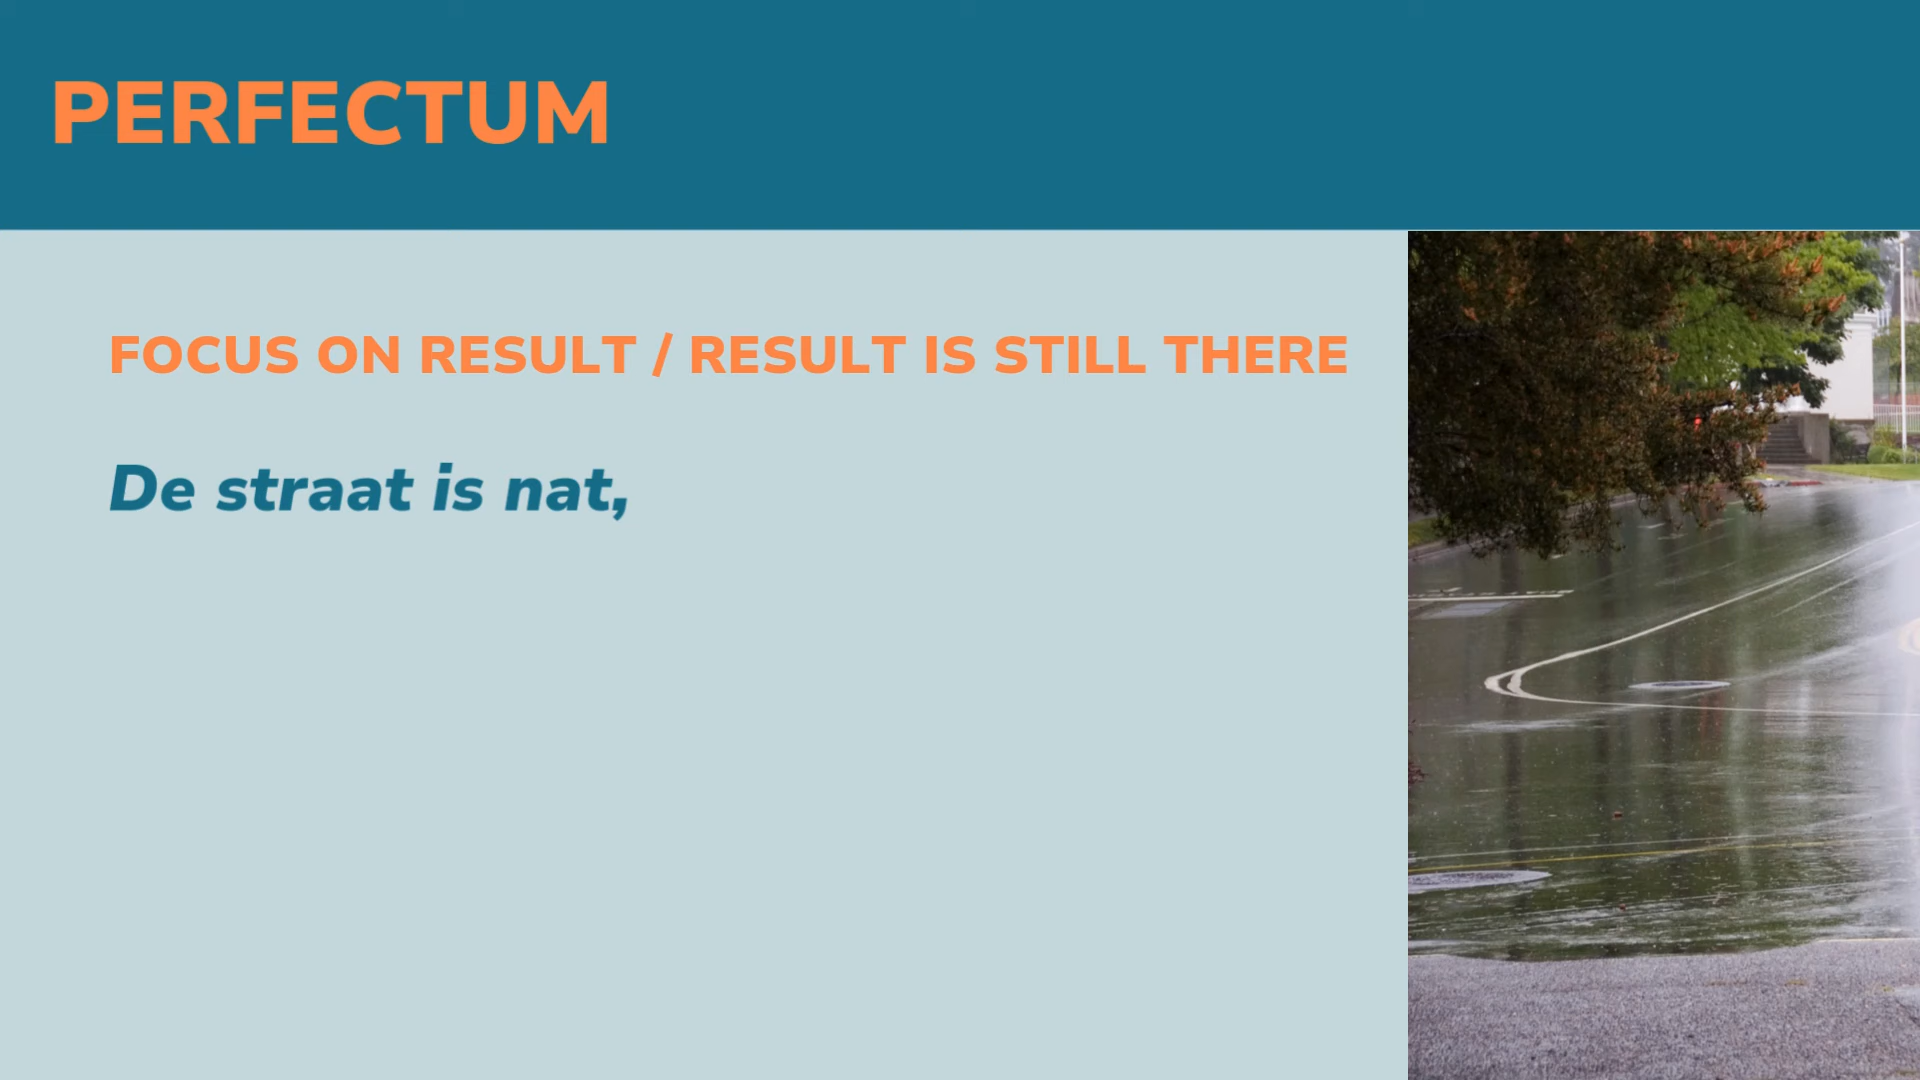 PERFECTUM
FOCUS ON RESULT / RESULT IS STILL THERE
De straat is nat,